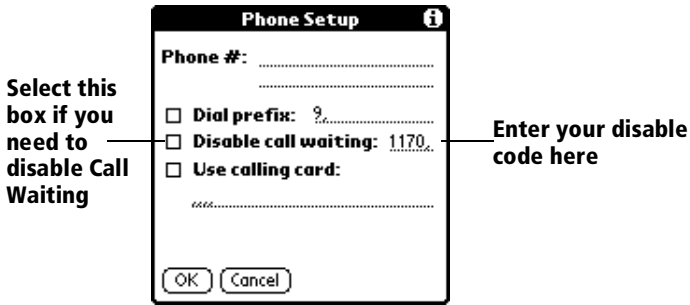 Phone Setup i
Phone #:
Select this
box if you
need to
disable Call
Waiting
Dial prefix: 9,
Disable call waiting: 1170,
Enter your disable
code here
Use calling card:
,,,,
OK Cancel